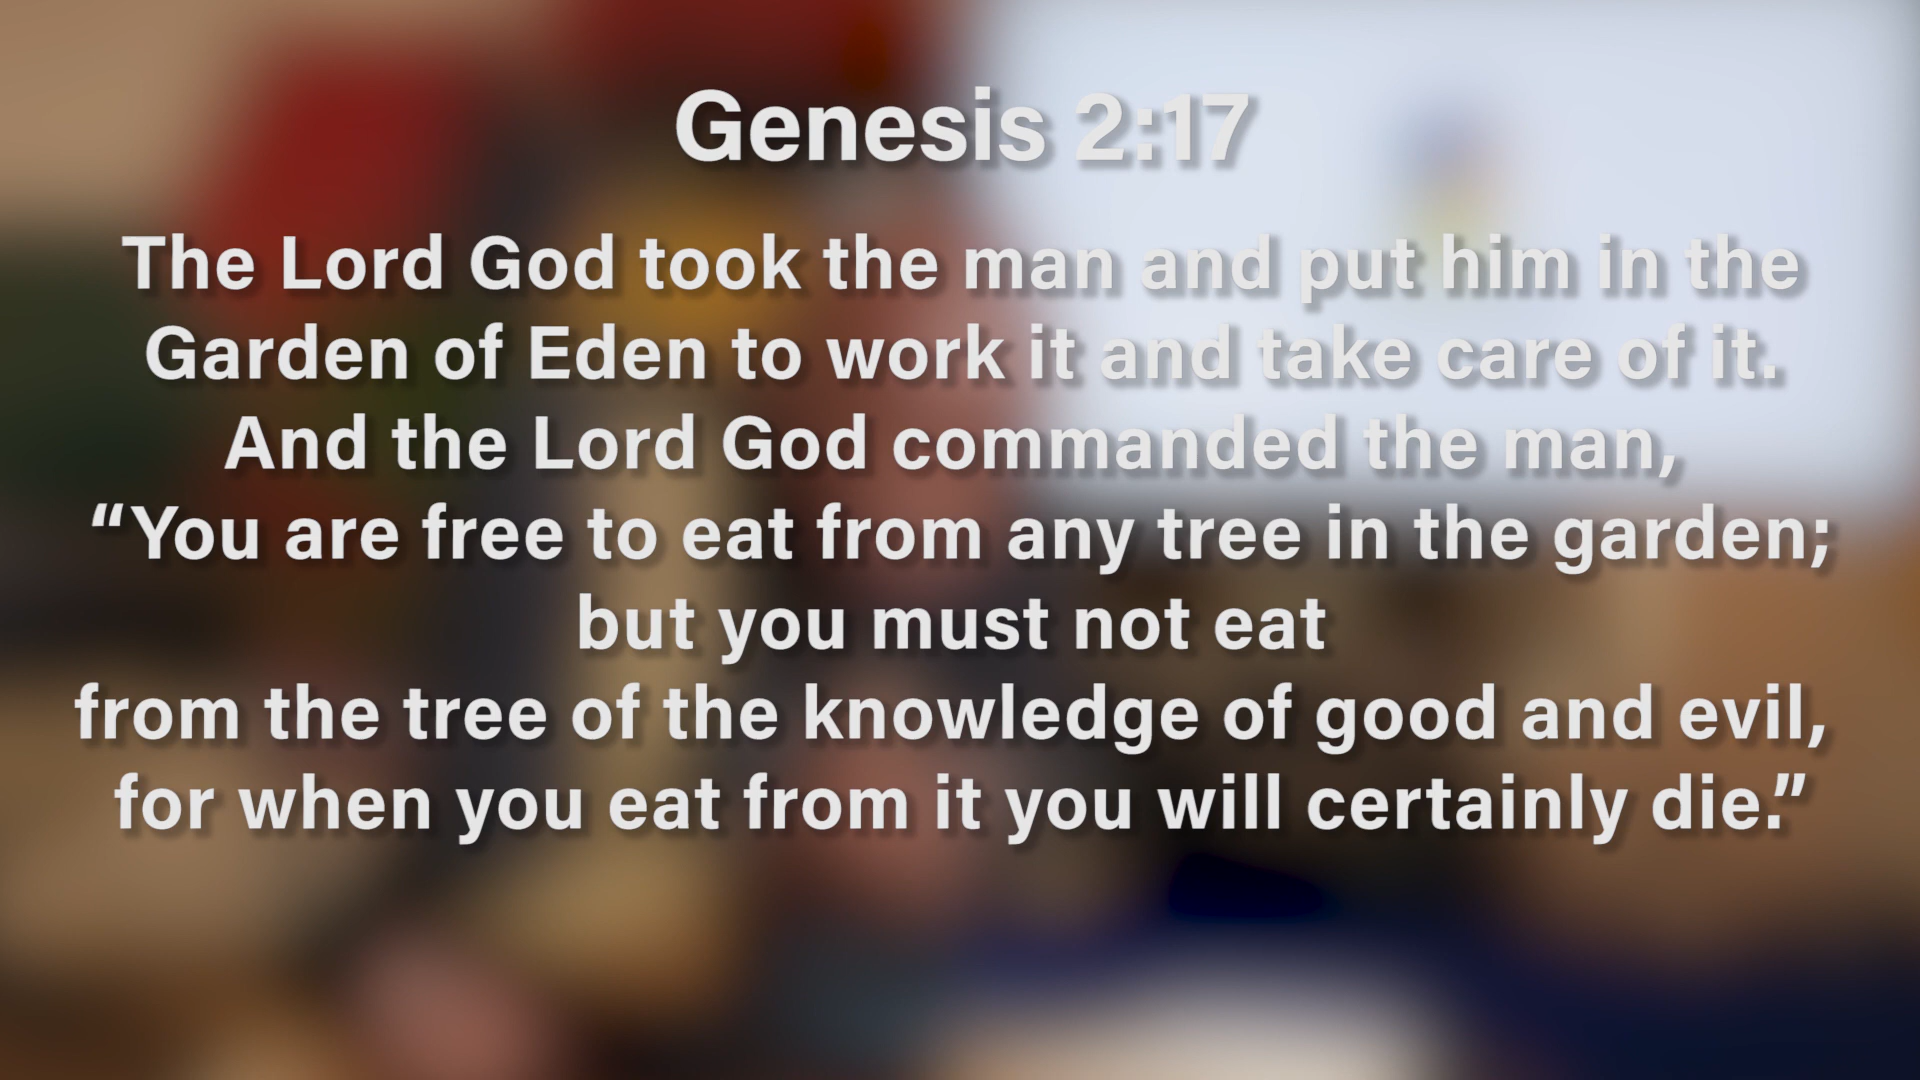 Genesis 2:17
The Lord God took the man and put him in the
Garden of Eden to work it and take care of it.
And the Lord God commanded the man,
“You are free to eat from any tree in the garden;
but you must not eat
from the tree of the knowledge of good and evil,
for when you eat from it you will certainly die.”